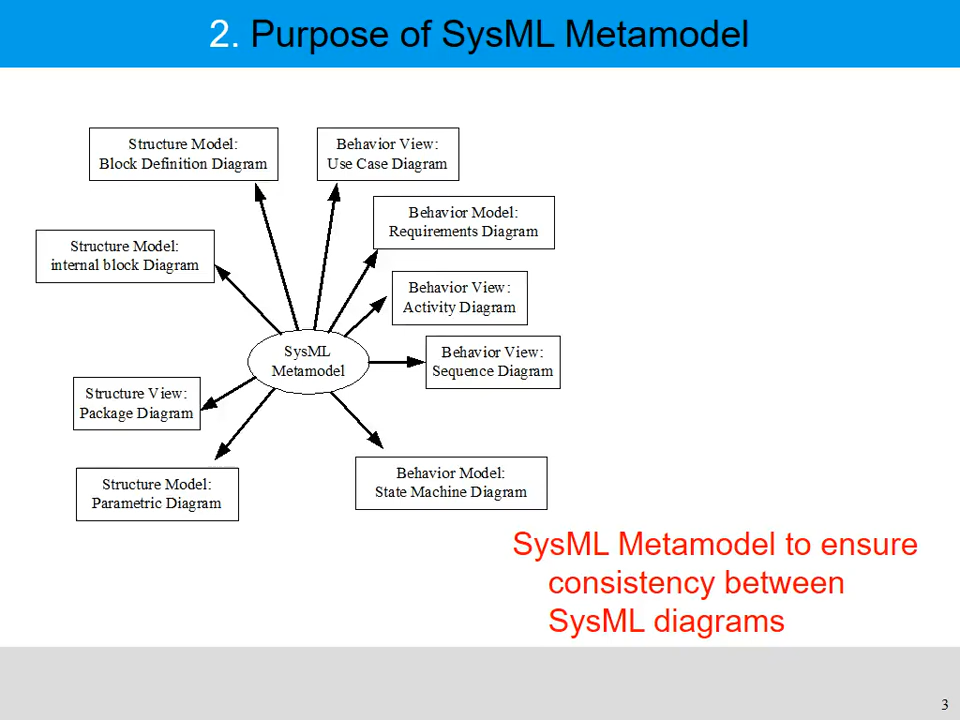 2. Purpose of SysML Metamodel
Structure Model:
Block Definition Diagram
Behavior View:
Use Case Diagram
Behavior Model:
Requirements Diagram
Structure Model:
internal block Diagram
Behavior View:
Activity Diagram
SysML
Metamodel
Behavior View:
Sequence Diagram
Structure View:
Package Diagram
Structure Model:
Parametric Diagram
Behavior Model:
State Machine Diagram
SysML Metamodel to ensure
consistency between
SysML diagrams
3